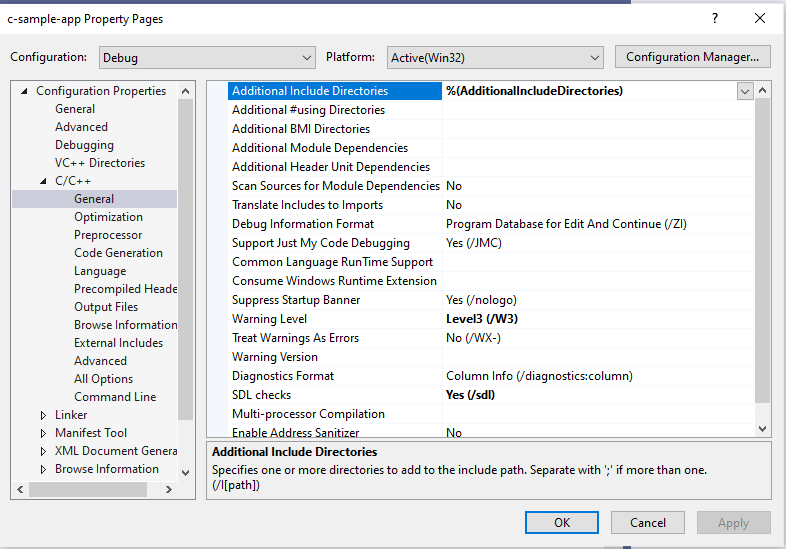 c-sample-app Property Pages
? ×
Configuration: Debug Platform: Active(Win32) Configuration Manager...
Configuration Properties
General
Advanced
Debugging
VC++ Directories
C/C++
General
Optimization
Preprocessor
Code Generation
Language
Precompiled Heade
Output Files
Browse Information
External Includes
Advanced
All Options
Command Line
Linker
Manifest Tool
XML Document Genera
Browse Information
Additional Include Directories %(AdditionalIncludeDirectories)
Additional #using Directories
Additional BMI Directories
Additional Module Dependencies
Additional Header Unit Dependencies
Scan Sources for Module Dependencies No
Translate Includes to Imports No
Debug Information Format Program Database for Edit And Continue (/ZI)
Support Just My Code Debugging Yes (/JMC)
Common Language RunTime Support
Consume Windows Runtime Extension
Suppress Startup Banner Yes (/nologo)
Warning Level Level3 (/W3)
Treat Warnings As Errors No (/WX-)
Warning Version
Diagnostics Format Column Info (/diagnostics:column)
SDL checks Yes (/sdl)
Multi-processor Compilation
Enable Address Sanitizer No
Additional Include Directories
Specifies one or more directories to add to the include path. Separate with ';' if more than one.
(/I[path])
OK Cancel Apply